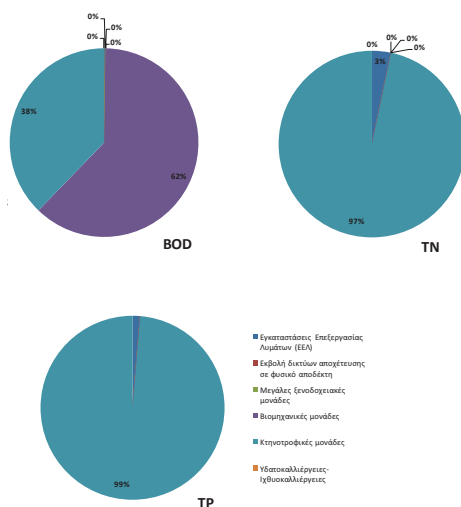 0%
0%
0%
0%
38%
62%
BOD
0%
0%
0%
0%
3%
97%
TN
99%
TP
Εγκαταστάσεις Επεξεργασίας
Λυμάτων (ΕΕΛ)
Εκβολή δικτύων αποχέτευσης
σε φυσικό αποδέκτη
Μεγάλες ξενοδοχειακές
μονάδες
Βιομηχανικές μονάδες
Κτηνοτροφικές μονάδες
Υδατοκαλλιέργειες-
Ιχθυοκαλλιέργειες